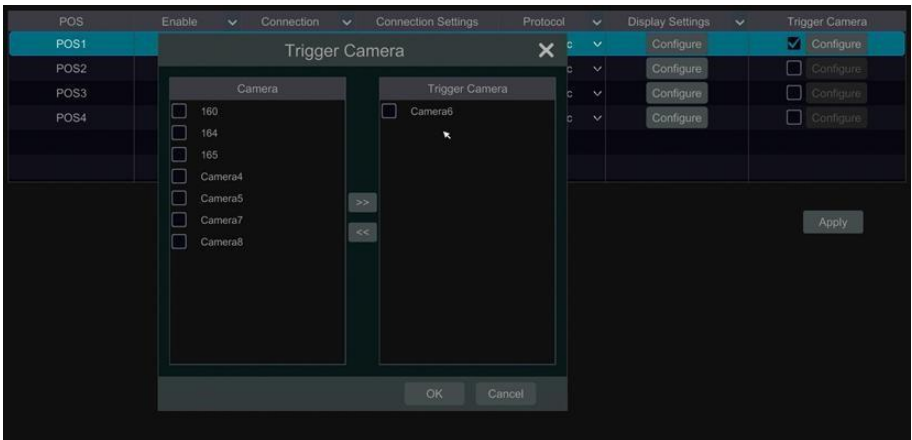 POS Enable Connection Connection Settings Protocol Display Settings Trigger Camera
POS1 c Configure Configure
Trigger Camera
POS2 c Configure Configure
POS3 c Configure Configure
POS4 c Configure Configure
Camera
160
164
165
Camera4
Camera5
Camera7
Camera8
>>
<<
Trigger Camera
Camera6
OK Cancel
Apply